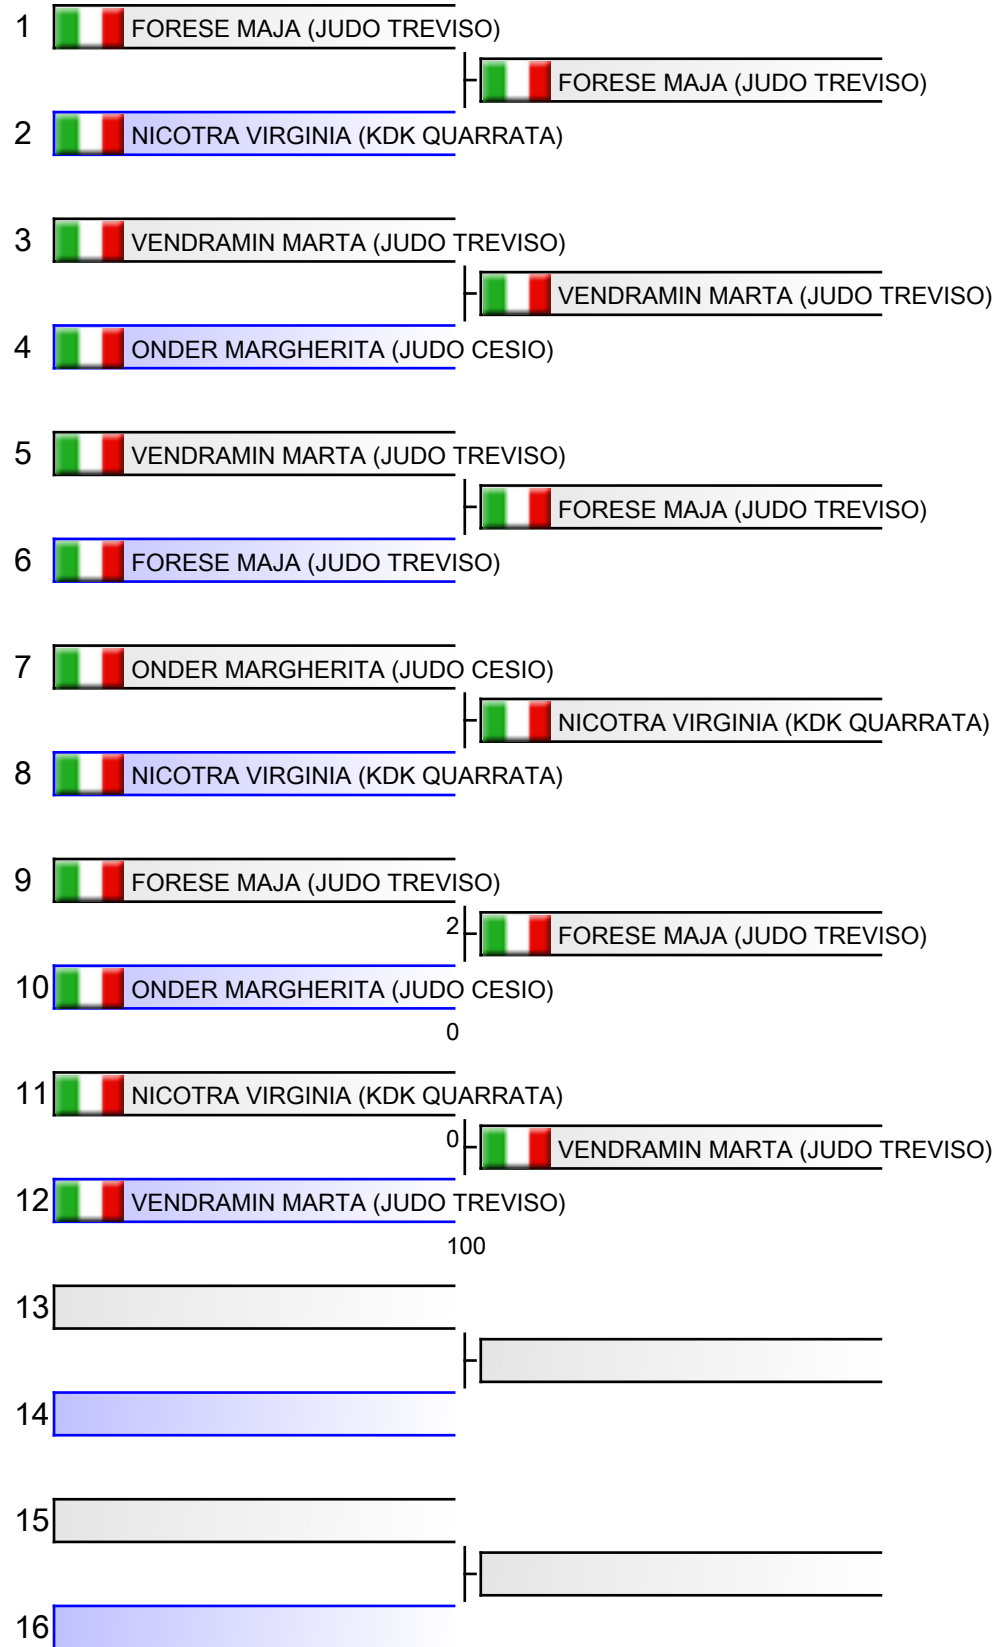 1 FORESE MAJA (JUDO TREVISO)
FORESE MAJA (JUDO TREVISO)
2 NICOTRA VIRGINIA (KDK QUARRATA)
3 VENDRAMIN MARTA (JUDO TREVISO)
VENDRAMIN MARTA (JUDO TREVISO)
4 ONDER MARGHERITA (JUDO CESIO)
5 VENDRAMIN MARTA (JUDO TREVISO)
FORESE MAJA (JUDO TREVISO)
6 FORESE MAJA (JUDO TREVISO)
7 ONDER MARGHERITA (JUDO CESIO)
NICOTRA VIRGINIA (KDK QUARRATA)
8 NICOTRA VIRGINIA (KDK QUARRATA)
9 FORESE MAJA (JUDO TREVISO)
2 FORESE MAJA (JUDO TREVISO)
10 ONDER MARGHERITA (JUDO CESIO)
0
11 NICOTRA VIRGINIA (KDK QUARRATA)
0 VENDRAMIN MARTA (JUDO TREVISO)
12 VENDRAMIN MARTA (JUDO TREVISO)
100
13
14
15
16